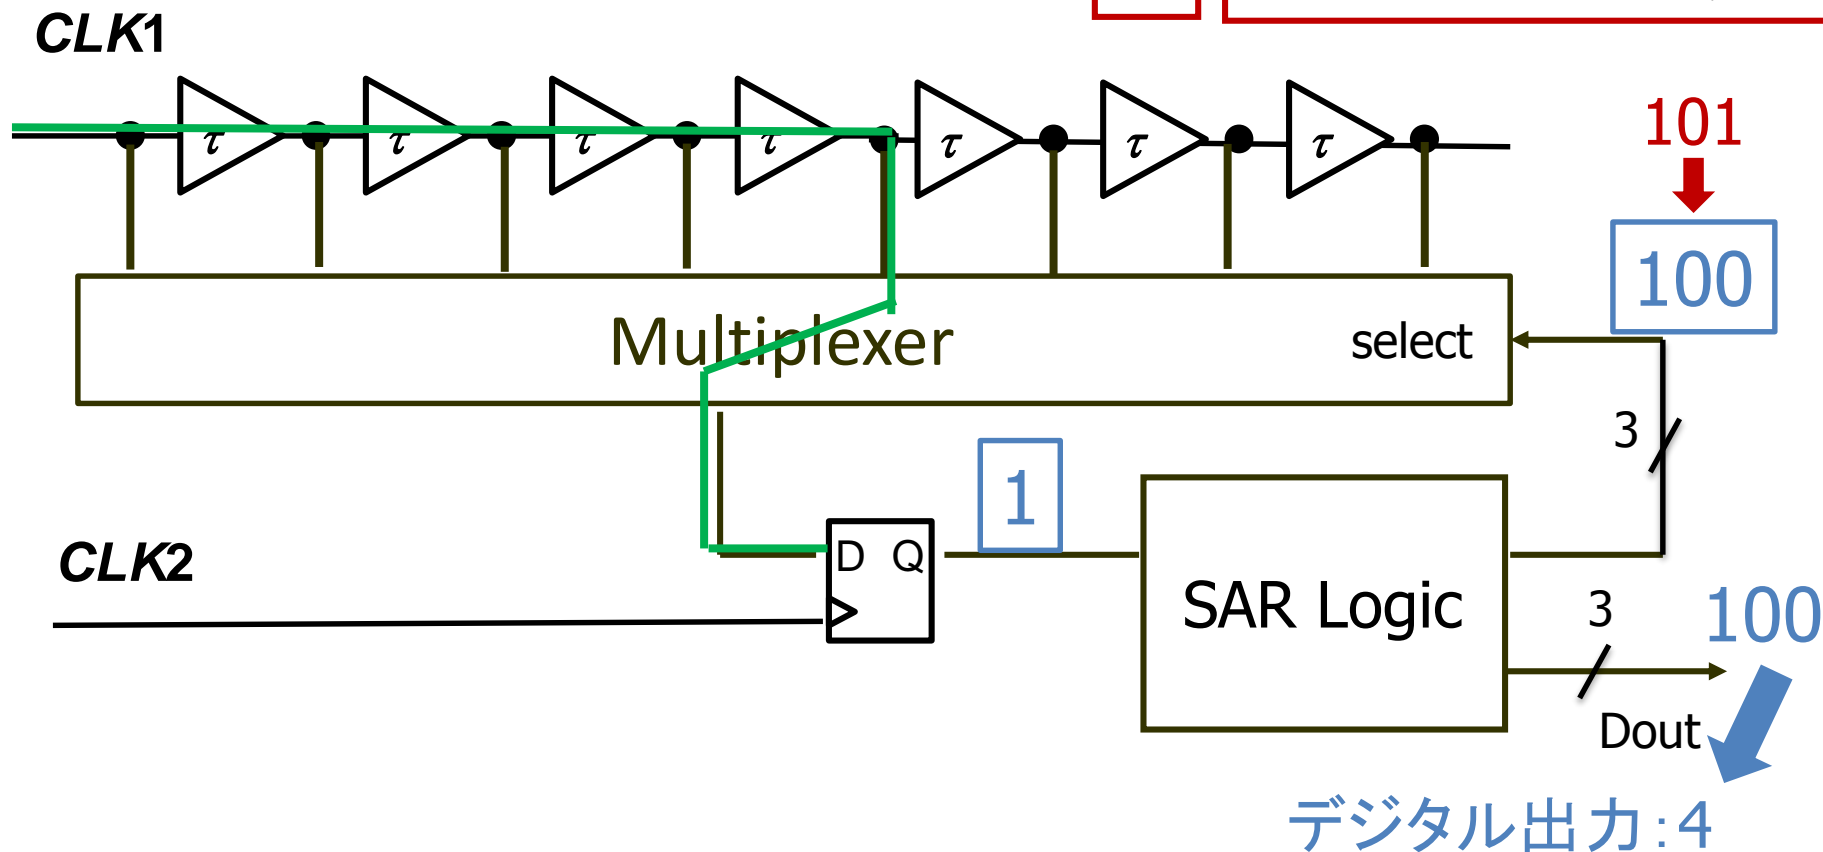 CLK1
τ τ τ τ τ τ τ
101
100
Multiplexer
select
3
1
CLK2
D Q
SAR Logic
3
100
Dout
デジタル出力:4